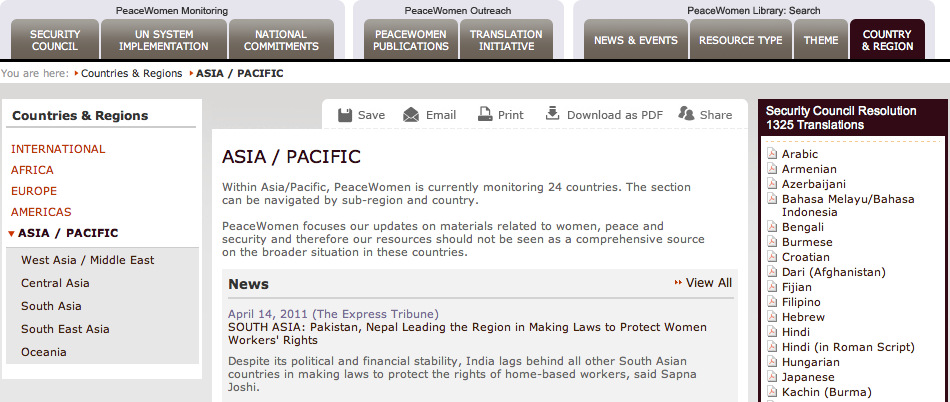 PeaceWomen Monitoring
PeaceWomen Outreach
PeaceWomen Library: Search
SECURITY
COUNCIL
UN SYSTEM
IMPLEMENTATION
NATIONAL
COMMITMENTS
PEACEWOMEN
PUBLICATIONS
TRANSLATION
INITIATIVE
NEWS & EVENTS
RESOURCE TYPE
THEME
COUNTRY
& REGION
You are here: Countries & Regions ASIA / PACIFIC
Countries & Regions
INTERNATIONAL
AFRICA
EUROPE
AMERICAS
ASIA / PACIFIC
West Asia / Middle East
Central Asia
South Asia
South East Asia
Oceania
Save Email Print Download as PDF Share
ASIA / PACIFIC
Within Asia/Pacific, PeaceWomen is currently monitoring 24 countries. The section
can be navigated by sub-region and country.
PeaceWomen focuses our updates on materials related to women, peace and
security and therefore our resources should not be seen as a comprehensive source
on the broader situation in these countries.
News
View All
April 14, 2011 (The Express Tribune)
SOUTH ASIA: Pakistan, Nepal Leading the Region in Making Laws to Protect Women
Workers' Rights
Despite its political and financial stability, India lags behind all other South Asian
countries in making laws to protect the rights of home-based workers, said Sapna
Joshi.
Security Council Resolution
1325 Translations
Arabic
Armenian
Azerbaijani
Bahasa Melayu/Bahasa
Indonesia
Bengali
Burmese
Croatian
Dari (Afghanistan)
Fijian
Filipino
Hebrew
Hindi
Hindi (in Roman Script)
Hungarian
Japanese
Kachin (Burma)